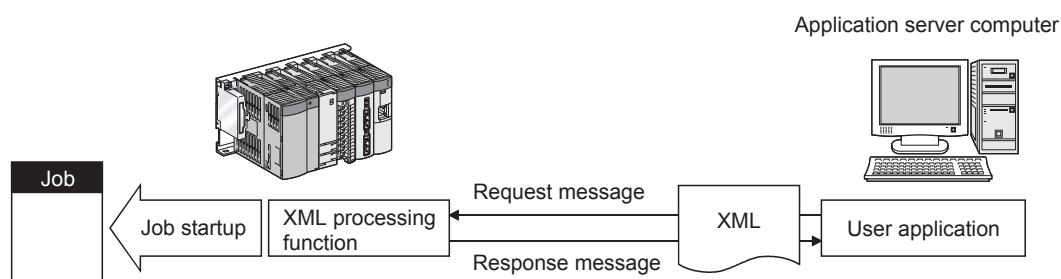 Application server computer
Job
Job startup
XML processing
function
Request message
Response message
XML
User application